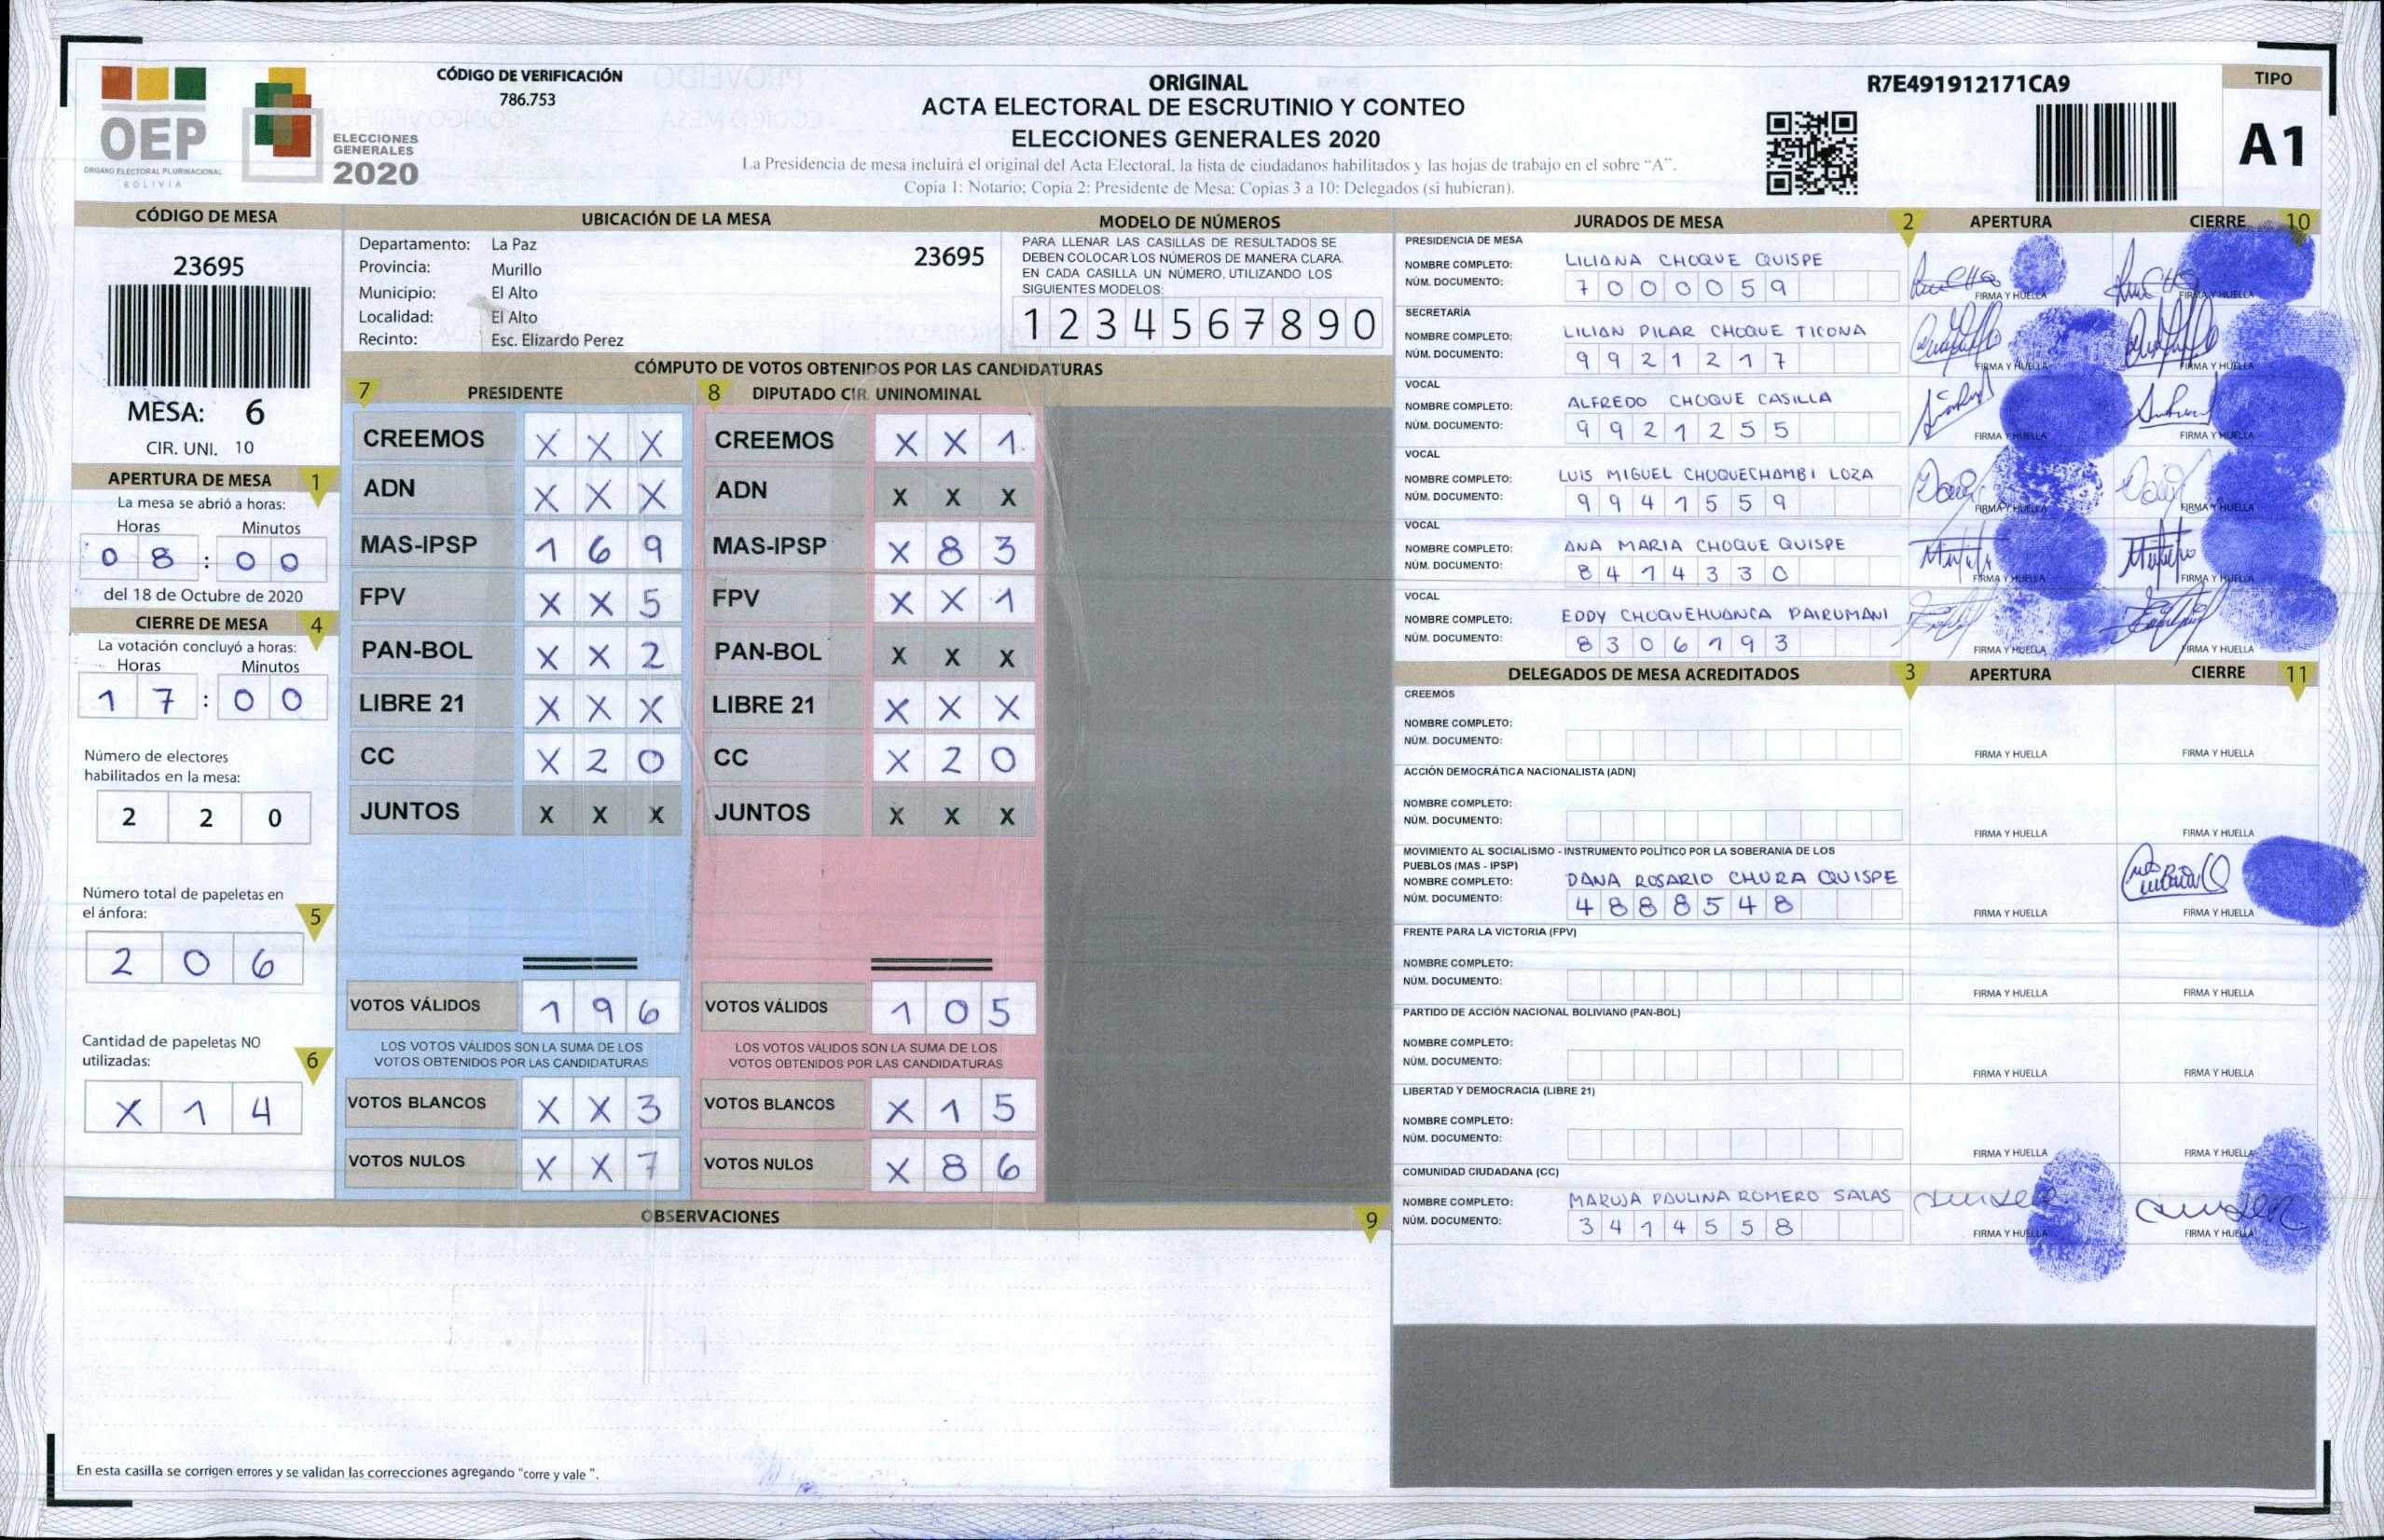 OEP
ÓRGANO ELECTORAL PLURINACIONAL
BOLIVIA
ELECCIONES
GENERALES
2020
CÓDIGO DE VERIFICACIÓN
786.753
ORIGINAL
ACTA ELECTORAL DE ESCRUTINIO Y CONTEO
ELECCIONES GENERALES 2020
La Presidencia de mesa incluirá el original del Acta Electoral, la lista de ciudadanos habilitados y las hojas de trabajo en el sobre “A”.
Copia 1: Notario; Copia 2: Presidente de Mesa; Copias 3 a 10: Delegados (si hubieran).
R7E491912171CA9
TIPO
A1
CÓDIGO DE MESA
23695
MESA: 6
CIR. UNI. 10
APERTURA DE MESA 1
La mesa se abrió a horas:
Horas Minutos
0 8 : 0 0
del 18 de Octubre de 2020
CIERRE DE MESA 4
La votación concluyó a horas:
Horas Minutos
1 7 : 0 0
Número de electores
habilitados en la mesa:
2 2 0
Número total de papeletas en
el ánfora: 5
2 0 6
Cantidad de papeletas NO
utilizadas: 6
X 1 4
UBICACIÓN DE LA MESA
Departamento: La Paz 23695
Provincia: Murillo
Municipio: El Alto
Localidad: El Alto
Recinto: Esc. Elizardo Perez
MODELO DE NÚMEROS
PARA LLENAR LAS CASILLAS DE RESULTADOS SE
DEBEN COLOCAR LOS NÚMEROS DE MANERA CLARA.
EN CADA CASILLA UN NÚMERO, UTILIZANDO LOS
SIGUIENTES MODELOS:
1 2 3 4 5 6 7 8 9 0
CÓMPUTO DE VOTOS OBTENIDOS POR LAS CANDIDATURAS
7 PRESIDENTE 8 DIPUTADO CIR. UNINOMINAL
CREEMOS X X X CREEMOS X X 1
ADN X X X ADN X X X
MAS-IPSP 1 6 9 MAS-IPSP X 8 3
FPV X X 5 FPV X X 1
PAN-BOL X X 2 PAN-BOL X X X
LIBRE 21 X X X LIBRE 21 X X X
CC X 2 0 CC X 2 0
JUNTOS X X X JUNTOS X X X
VOTOS VÁLIDOS 1 9 6 VOTOS VÁLIDOS 1 0 5
LOS VOTOS VÁLIDOS SON LA SUMA DE LOS LOS VOTOS VÁLIDOS SON LA SUMA DE LOS
VOTOS OBTENIDOS POR LAS CANDIDATURAS VOTOS OBTENIDOS POR LAS CANDIDATURAS
VOTOS BLANCOS X X 3 VOTOS BLANCOS X 1 5
VOTOS NULOS X X 7 VOTOS NULOS X 8 6
OBSERVACIONES 9
En esta casilla se corrigen errores y se validan las correcciones agregando “corre y vale ”.
JURADOS DE MESA 2 APERTURA CIERRE 10
PRESIDENCIA DE MESA
NOMBRE COMPLETO: LILIANA CHOQUE QUISPE
NÚM. DOCUMENTO: 7 0 0 0 0 5 9
FIRMA Y HUELLA FIRMA Y HUELLA
SECRETARÍA
NOMBRE COMPLETO: LILIAN PILAR CHOQUE TICONA
NÚM. DOCUMENTO: 9 9 2 1 2 1 7
FIRMA Y HUELLA FIRMA Y HUELLA
VOCAL
NOMBRE COMPLETO: ALFREDO CHOQUE CASILLA
NÚM. DOCUMENTO: 9 9 2 1 2 5 5
FIRMA Y HUELLA FIRMA Y HUELLA
VOCAL
NOMBRE COMPLETO: LUIS MIGUEL CHOQUECHAMBI LOZA
NÚM. DOCUMENTO: 9 9 4 1 5 5 9
FIRMA Y HUELLA FIRMA Y HUELLA
VOCAL
NOMBRE COMPLETO: ANA MARIA CHOQUE QUISPE
NÚM. DOCUMENTO: 8 4 1 4 3 3 0
FIRMA Y HUELLA FIRMA Y HUELLA
VOCAL
NOMBRE COMPLETO: EDDY CHOQUEHUANCA PAIRUMANI
NÚM. DOCUMENTO: 8 3 0 6 1 9 3
FIRMA Y HUELLA FIRMA Y HUELLA
DELEGADOS DE MESA ACREDITADOS 3 APERTURA CIERRE 11
CREEMOS
NOMBRE COMPLETO:
NÚM. DOCUMENTO:
FIRMA Y HUELLA FIRMA Y HUELLA
ACCIÓN DEMOCRÁTICA NACIONALISTA (ADN)
NOMBRE COMPLETO:
NÚM. DOCUMENTO:
FIRMA Y HUELLA FIRMA Y HUELLA
MOVIMIENTO AL SOCIALISMO - INSTRUMENTO POLÍTICO POR LA SOBERANIA DE LOS
PUEBLOS (MAS - IPSP)
NOMBRE COMPLETO: DANA ROSARIO CHURA QUISPE
NÚM. DOCUMENTO: 4 8 8 8 5 4 8
FIRMA Y HUELLA FIRMA Y HUELLA
FRENTE PARA LA VICTORIA (FPV)
NOMBRE COMPLETO:
NÚM. DOCUMENTO:
FIRMA Y HUELLA FIRMA Y HUELLA
PARTIDO DE ACCIÓN NACIONAL BOLIVIANO (PAN-BOL)
NOMBRE COMPLETO:
NÚM. DOCUMENTO:
FIRMA Y HUELLA FIRMA Y HUELLA
LIBERTAD Y DEMOCRACIA (LIBRE 21)
NOMBRE COMPLETO:
NÚM. DOCUMENTO:
FIRMA Y HUELLA FIRMA Y HUELLA
COMUNIDAD CIUDADANA (CC)
NOMBRE COMPLETO: MARUJA PAULINA ROMERO SALAS
NÚM. DOCUMENTO: 3 4 1 4 5 5 8
FIRMA Y HUELLA FIRMA Y HUELLA